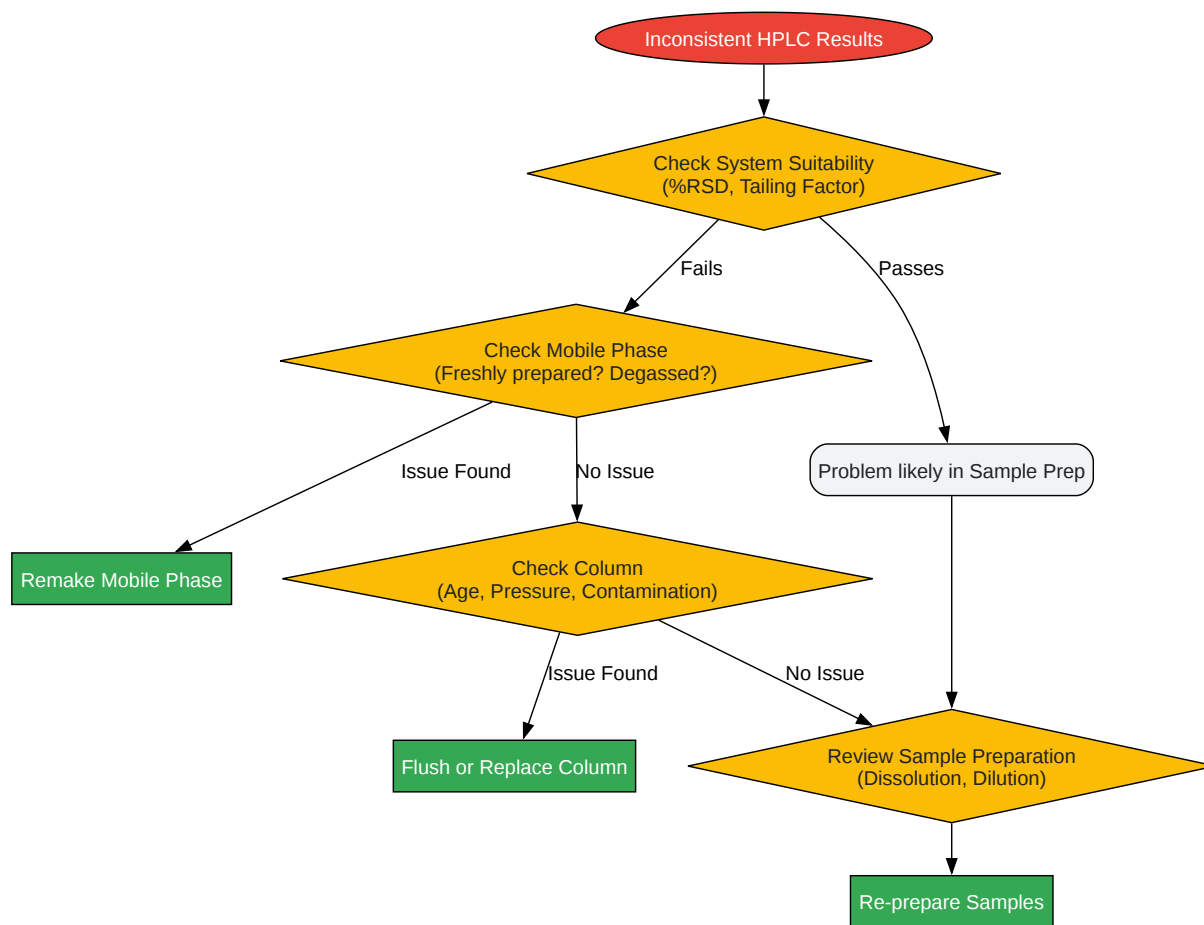 Inconsistent HPLC Results
Check System Suitability
(%RSD, Tailing Factor)
Fails
Passes
Check Mobile Phase
(Freshly prepared? Degassed?)
Issue Found
No Issue
Problem likely in Sample Prep
Remake Mobile Phase
Check Column
(Age, Pressure, Contamination)
Issue Found
No Issue
Flush or Replace Column
Review Sample Preparation
(Dissolution, Dilution)
Re-prepare Samples